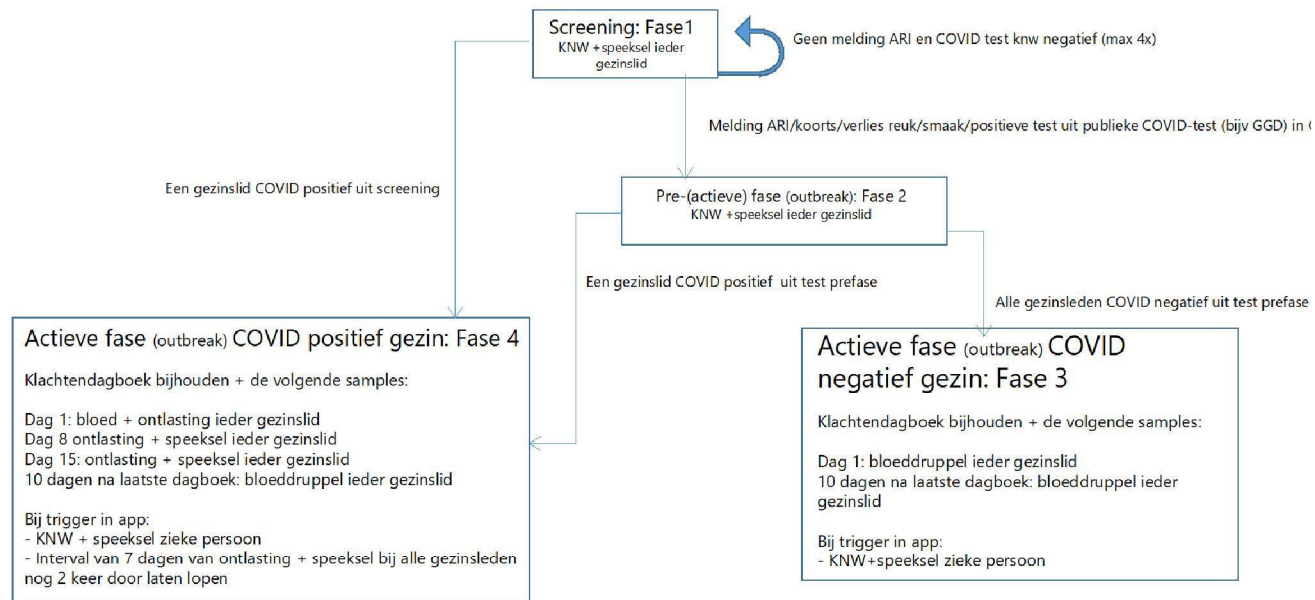 Screening: Fase1
KNW +speeksel ieder
gezinslid
Geen melding ARI en COVID test knw negatief (max 4x)
Melding ARI/koorts/verlies reuk/smaak/positieve test uit publieke COVID-test (bijv GGD) in
Een gezinslid COVID positief uit screening
Pre-(actieve) fase (outbreak): Fase 2
KNW +speeksel ieder gezinslid
Een gezinslid COVID positief uit test prefase
Alle gezinsleden COVID negatief uit test prefase
Actieve fase (outbreak) COVID positief gezin: Fase 4
Klachtendagboek bijhouden + de volgende samples:
Dag 1: bloed + ontlasting ieder gezinslid
Dag 8 ontlasting + speeksel ieder gezinslid
Dag 15: ontlasting + speeksel ieder gezinslid
10 dagen na laatste dagboek: bloeddruppel ieder gezinslid
Bij trigger in app:
- KNW + speeksel zieke persoon
- Interval van 7 dagen van ontlasting + speeksel bij alle gezinsleden
nog 2 keer door laten lopen
Actieve fase (outbreak) COVID
negatief gezin: Fase 3
Klachtendagboek bijhouden + de volgende samples:
Dag 1: bloeddruppel ieder gezinslid
10 dagen na laatste dagboek: bloeddruppel ieder
gezinslid
Bij trigger in app:
- KNW+speeksel zieke persoon